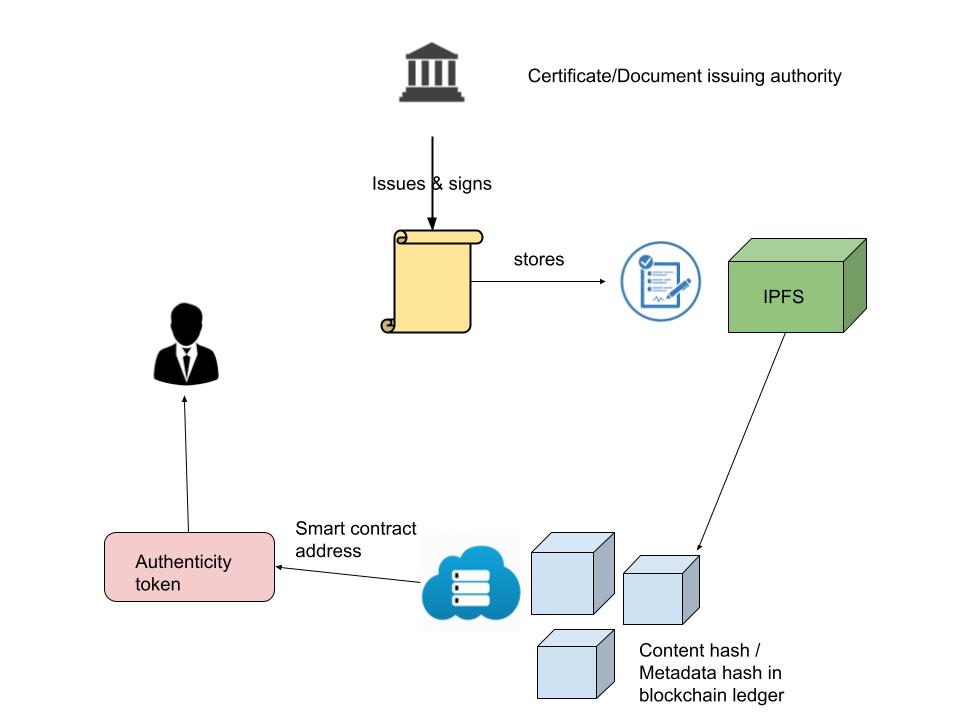 Certificate/Document issuing authority
Issues & signs
stores
IPFS
Smart contract
address
Authenticity
token
Content hash /
Metadata hash in
blockchain ledger